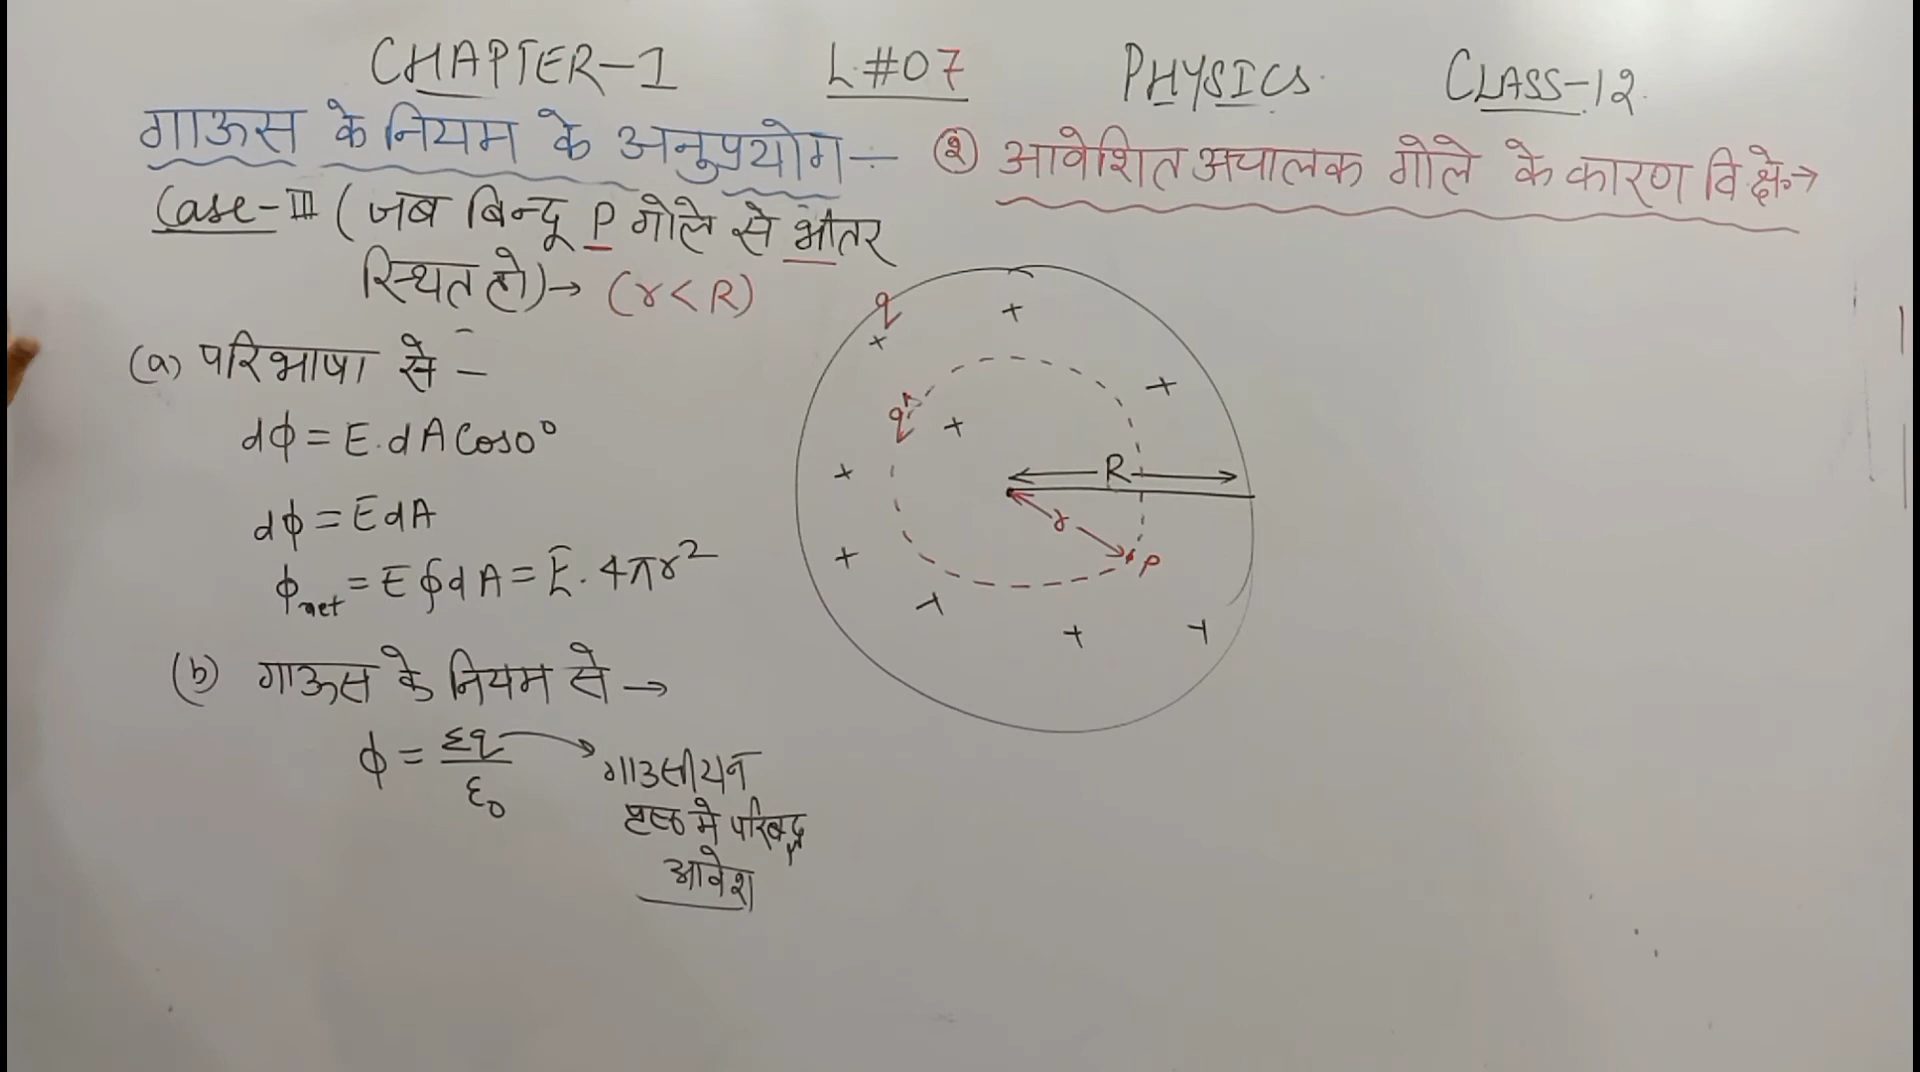 CHAPTER-1 L#07 PHYSICS CLASS-12
गाऊस के नियम के अनुप्रयोग ÷ (2) आवेशित अचालक गोले के कारण वि.क्षे.→
Case-III (जब बिन्दू P गोले से भीतर
स्थित हो)→ (r<R)
(a) परिभाषा से -
dϕ = E.dA Cos0°
dϕ = EdA
ϕnet = E∮dA = E.4πr²
(b) गाऊस के नियम से →
ϕ = Σq/ε₀ → गाउसीयन
पृष्ठ मे परिबद्ध
आवेश
q
+
+
+
q'
+
+
R
r
P
+
+
+
+